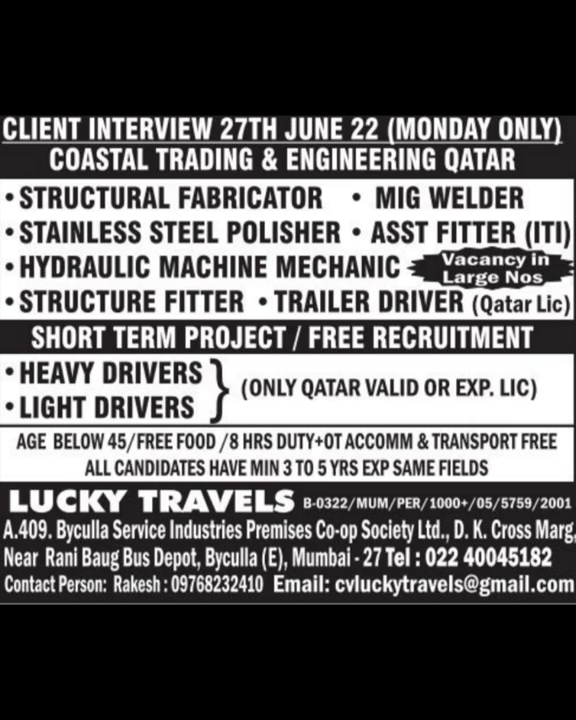 CLIENT INTERVIEW 27TH JUNE 22 (MONDAY ONLY)
COASTAL TRADING & ENGINEERING QATAR
• STRUCTURAL FABRICATOR • MIG WELDER
• STAINLESS STEEL POLISHER • ASST FITTER (ITI)
• HYDRAULIC MACHINE MECHANIC Vacancy in Large Nos
• STRUCTURE FITTER • TRAILER DRIVER (Qatar Lic)
SHORT TERM PROJECT / FREE RECRUITMENT
• HEAVY DRIVERS
• LIGHT DRIVERS
(ONLY QATAR VALID OR EXP. LIC)
AGE BELOW 45/FREE FOOD /8 HRS DUTY+OT ACCOMM & TRANSPORT FREE
ALL CANDIDATES HAVE MIN 3 TO 5 YRS EXP SAME FIELDS
LUCKY TRAVELS B-0322/MUM/PER/1000+/05/5759/2001
A.409. Byculla Service Industries Premises Co-op Society Ltd., D. K. Cross Marg,
Near Rani Baug Bus Depot, Byculla (E), Mumbai - 27 Tel : 022 40045182
Contact Person: Rakesh : 09768232410 Email: cvluckytravels@gmail.com